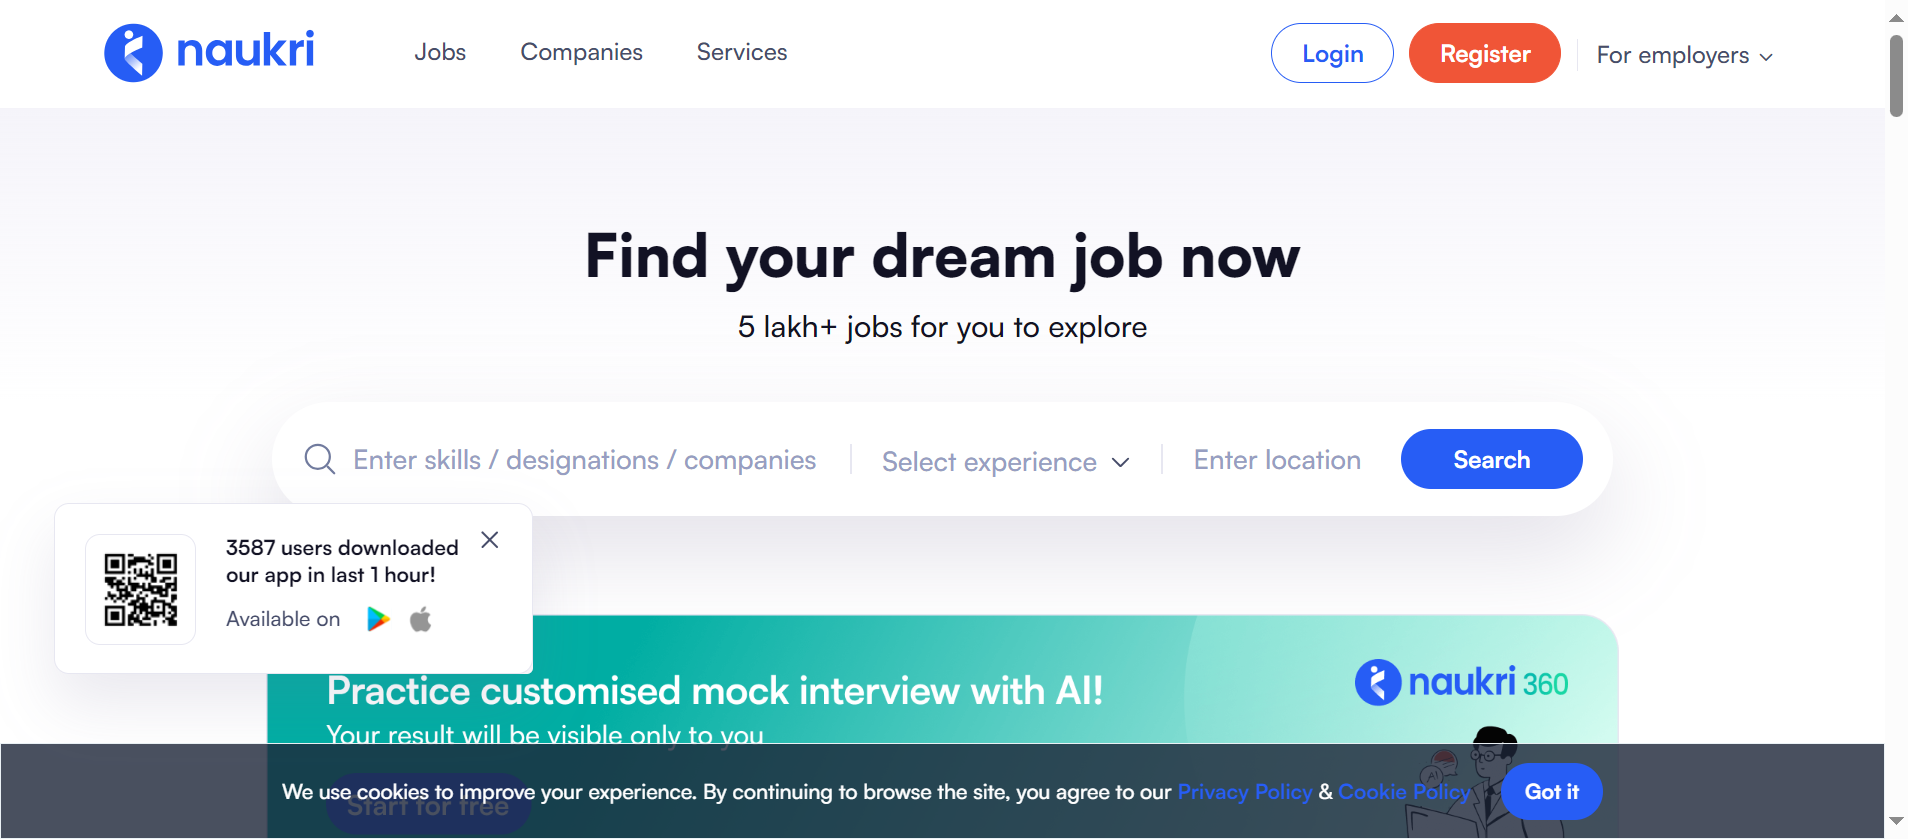 naukri
Jobs
Companies
Services
Login
Register
For employers
Find your dream job now
5 lakh+ jobs for you to explore
Enter skills / designations / companies
Select experience
Enter location
Search
3587 users downloaded
our app in last 1 hour!
Available on
Practice customised mock interview with AI!
Your result will be visible only to you
naukri 360
AI
Start for free
We use cookies to improve your experience. By continuing to browse the site, you agree to our Privacy Policy & Cookie Policy
Got it